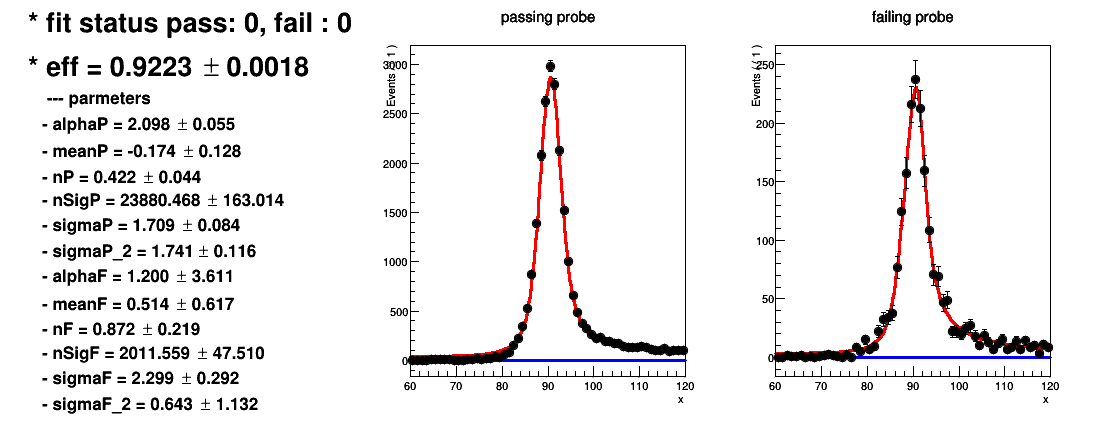 * fit status pass: 0, fail : 0
* eff = 0.9223 ± 0.0018
--- parmeters
- alphaP = 2.098 ± 0.055
- meanP = -0.174 ± 0.128
- nP = 0.422 ± 0.044
- nSigP = 23880.468 ± 163.014
- sigmaP = 1.709 ± 0.084
- sigmaP_2 = 1.741 ± 0.116
- alphaF = 1.200 ± 3.611
- meanF = 0.514 ± 0.617
- nF = 0.872 ± 0.219
- nSigF = 2011.559 ± 47.510
- sigmaF = 2.299 ± 0.292
- sigmaF_2 = 0.643 ± 1.132
passing probe
Events / ( 1 )
3000
2500
2000
1500
1000
500
0
60 70 80 90 100 110 120
x
failing probe
Events / ( 1 )
250
200
150
100
50
0
60 70 80 90 100 110 120
x